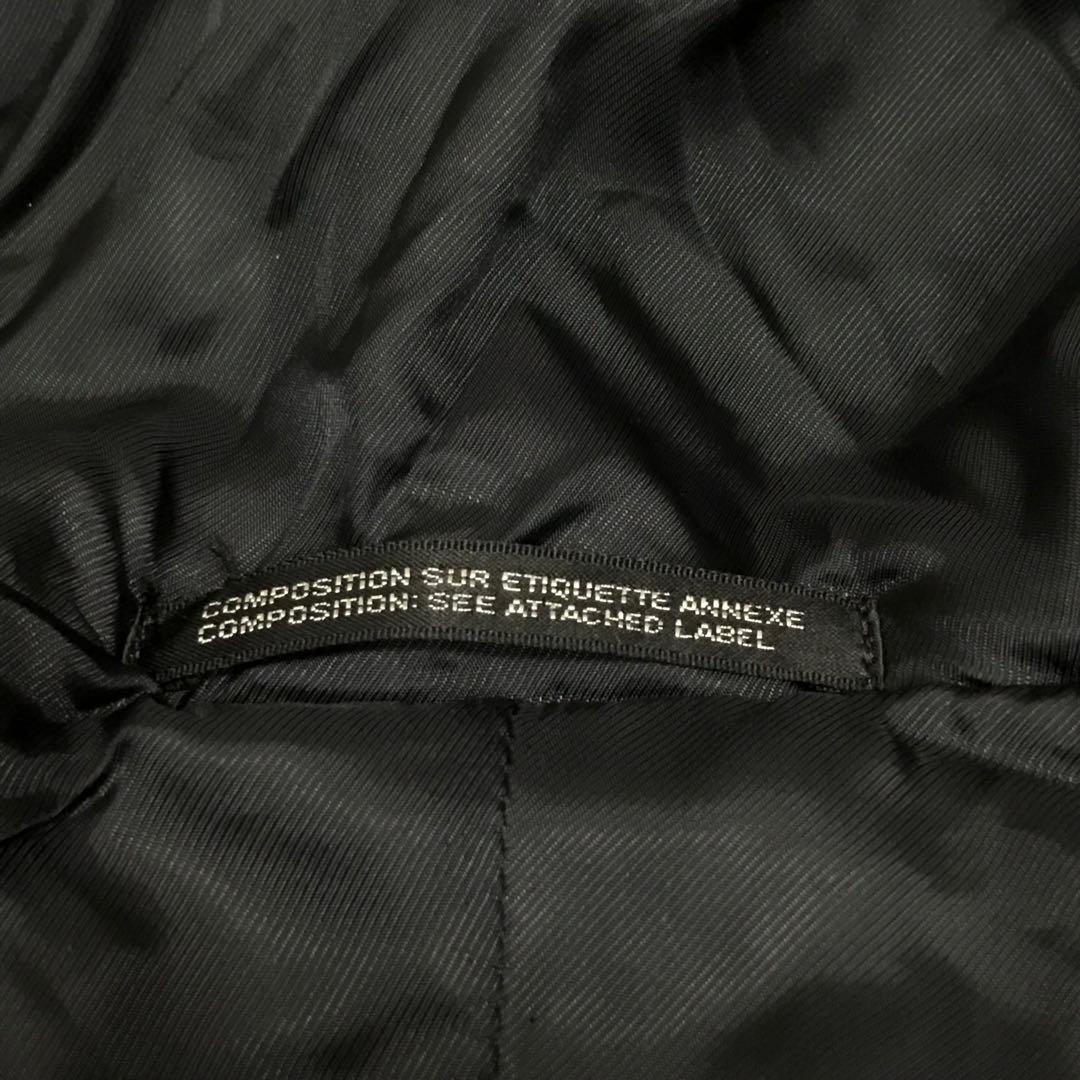 COMPOSITION SUR ETIQUETTE ANNEXE
COMPOSITION: SEE ATTACHED LABEL